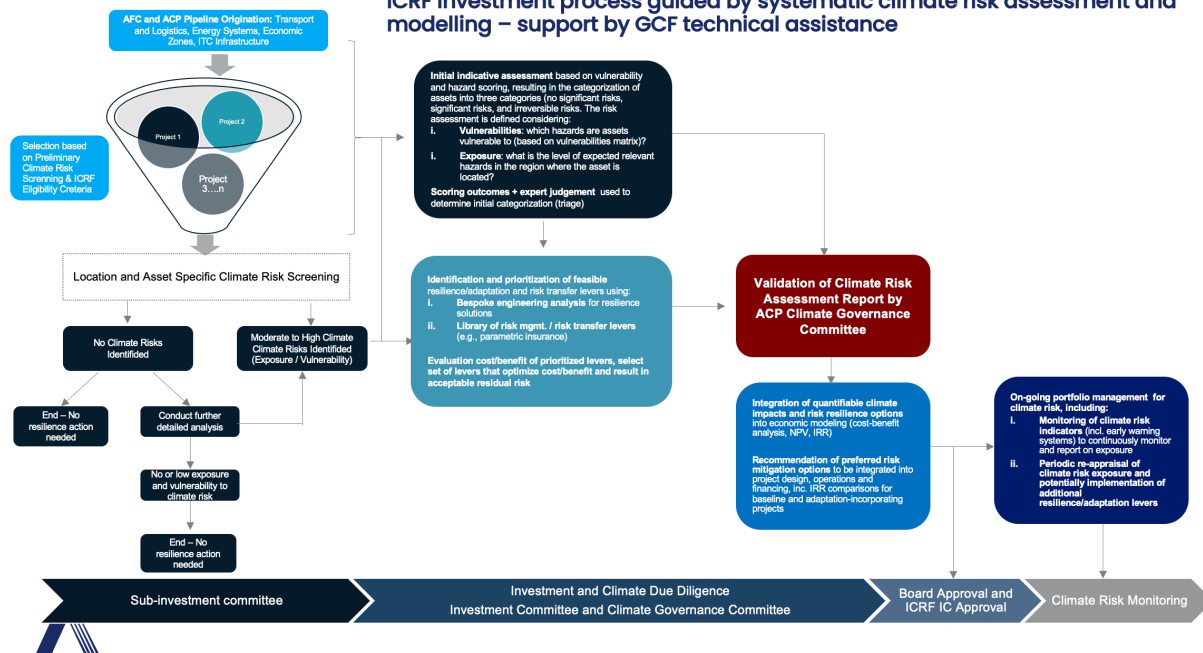 ICRF investment process guided by systematic climate risk assessment and
modelling – support by GCF technical assistance
AFC and ACP Pipeline Origination: Transport
and Logistics, Energy Systems, Economic
Zones, ITC Infrastructure
Project 1
Project 2
Project
3….n
Selection based
on Preliminary
Climate Risk
Screnning & ICRF
Eligibility Creteria
Location and Asset Specific Climate Risk Screening
No Climate Risks
Identifided
Moderate to High Climate
Climate Risks Identifided
(Exposure / Vulnerability)
End – No
resilience action
needed
Conduct further
detailed analysis
No or low exposure
and vulnerability to
climate risk
End – No
resilience action
needed
Initial indicative assessment based on vulnerability
and hazard scoring, resulting in the categorization of
assets into three categories (no significant risks,
significant risks, and irreversible risks. The risk
assessment is defined considering:
i. Vulnerabilities: which hazards are assets
vulnerable to (based on vulnerabilities matrix)?
i. Exposure: what is the level of expected relevant
hazards in the region where the asset is
located?
Scoring outcomes + expert judgement used to
determine initial categorization (triage)
Identification and prioritization of feasible
resilience/adaptation and risk transfer levers using:
i. Bespoke engineering analysis for resilience
solutions
ii. Library of risk mgmt. / risk transfer levers
(e.g., parametric insurance)
Evaluation cost/benefit of prioritized levers, select
set of levers that optimize cost/benefit and result in
acceptable residual risk
Validation of Climate Risk
Assessment Report by
ACP Climate Governance
Committee
Integration of quantifiable climate
impacts and risk resilience options
into economic modeling (cost-benefit
analysis, NPV, IRR)
Recommendation of preferred risk
mitigation options to be integrated into
project design, operations and
financing, inc. IRR comparisons for
baseline and adaptation-incorporating
projects
On-going portfolio management for
climate risk, including:
i. Monitoring of climate risk
indicators (incl. early warning
systems) to continuously monitor
and report on exposure
ii. Periodic re-appraisal of
climate risk exposure and
potentially implementation of
additional
resilience/adaptation levers
Sub-investment committee
Investment and Climate Due Diligence
Investment Committee and Climate Governance Committee
Board Approval and
ICRF IC Approval
Climate Risk Monitoring